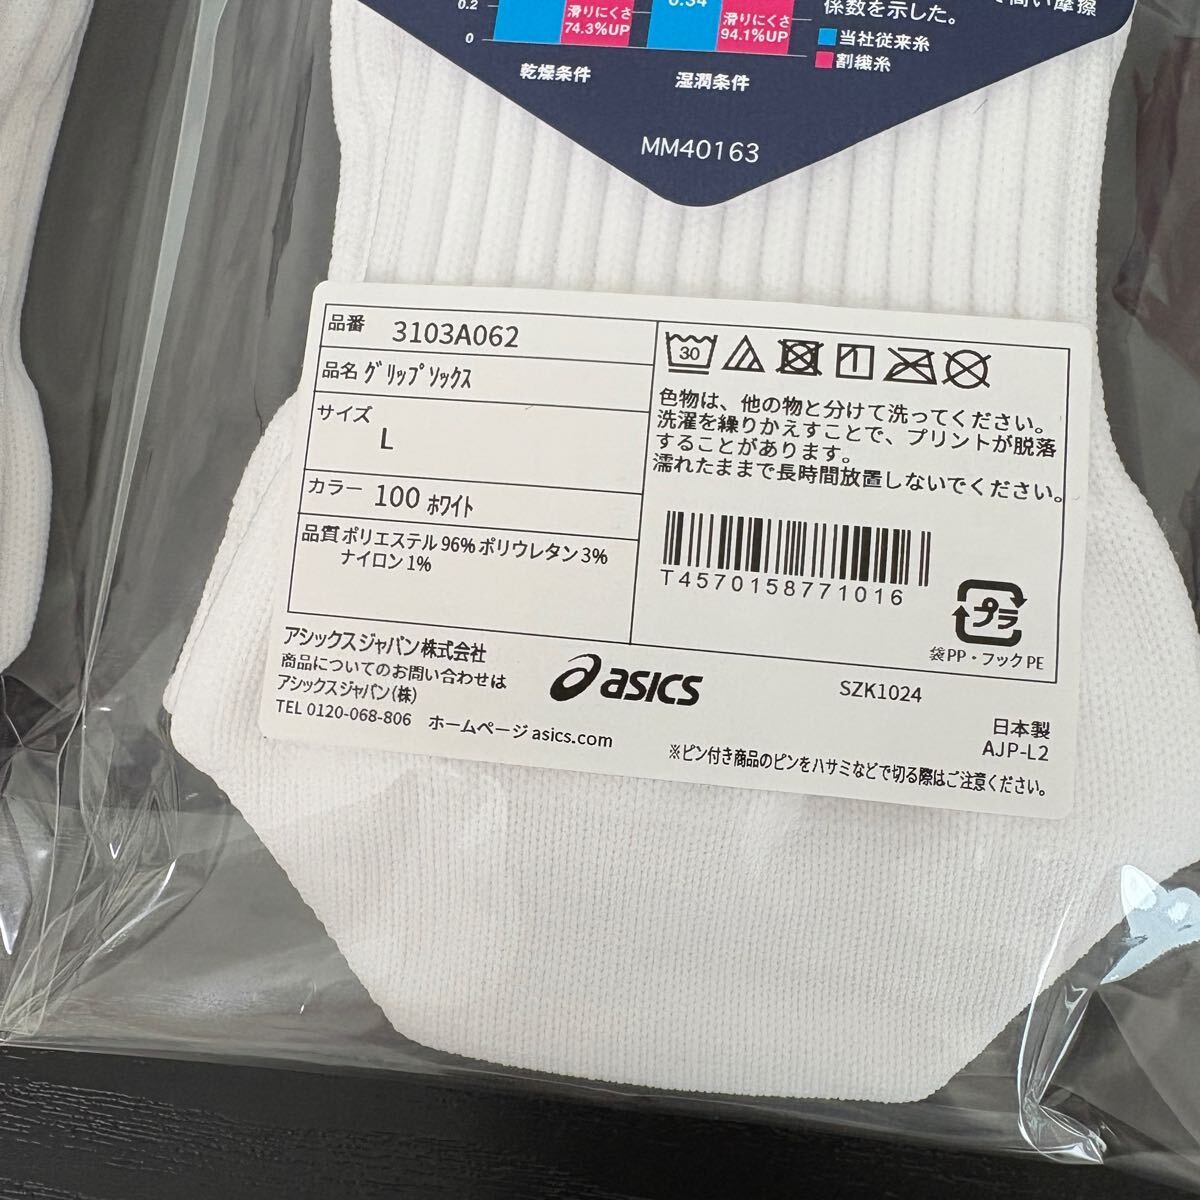 0.2
0
滑りにくさ
74.3%UP
0.34
滑りにくさ
94.1%UP
乾燥条件
湿潤条件
高い摩擦
係数を示した。
当社従来糸
割繊糸
MM40163
品番 3103A062
品名 ｸﾞﾘｯﾌﾟｿｯｸｽ
サイズ
L
カラー 100 ﾎﾜｲﾄ
品質 ポリエステル 96% ポリウレタン 3%
ナイロン 1%
30
1
色物は、他の物と分けて洗ってください。
洗濯を繰りかえすことで、プリントが脱落
することがあります。
濡れたままで長時間放置しないでください。
T4570158771016
プラ
袋PP・フックPE
アシックスジャパン株式会社
商品についてのお問い合わせは
アシックスジャパン(株)
TEL 0120-068-806 ホームページ asics.com
asics
SZK1024
日本製
AJP-L2
※ピン付き商品のピンをハサミなどで切る際はご注意ください。